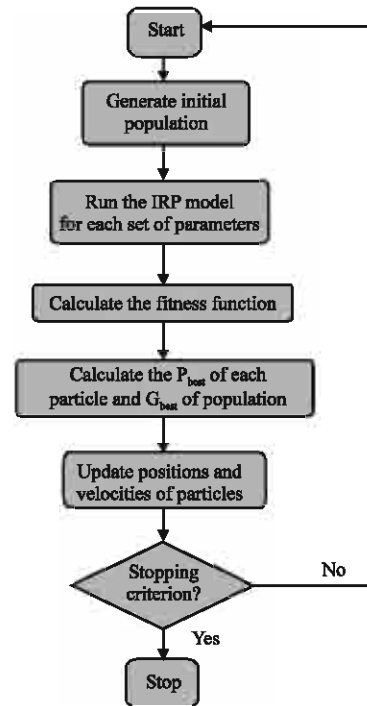 Start
Generate initial
population
Run the IRP model
for each set of parameters
Calculate the fitness function
Calculate the Pbest of each
particle and Gbest of population
Update positions and
velocities of particles
Stopping
criterion?
No
Yes
Stop